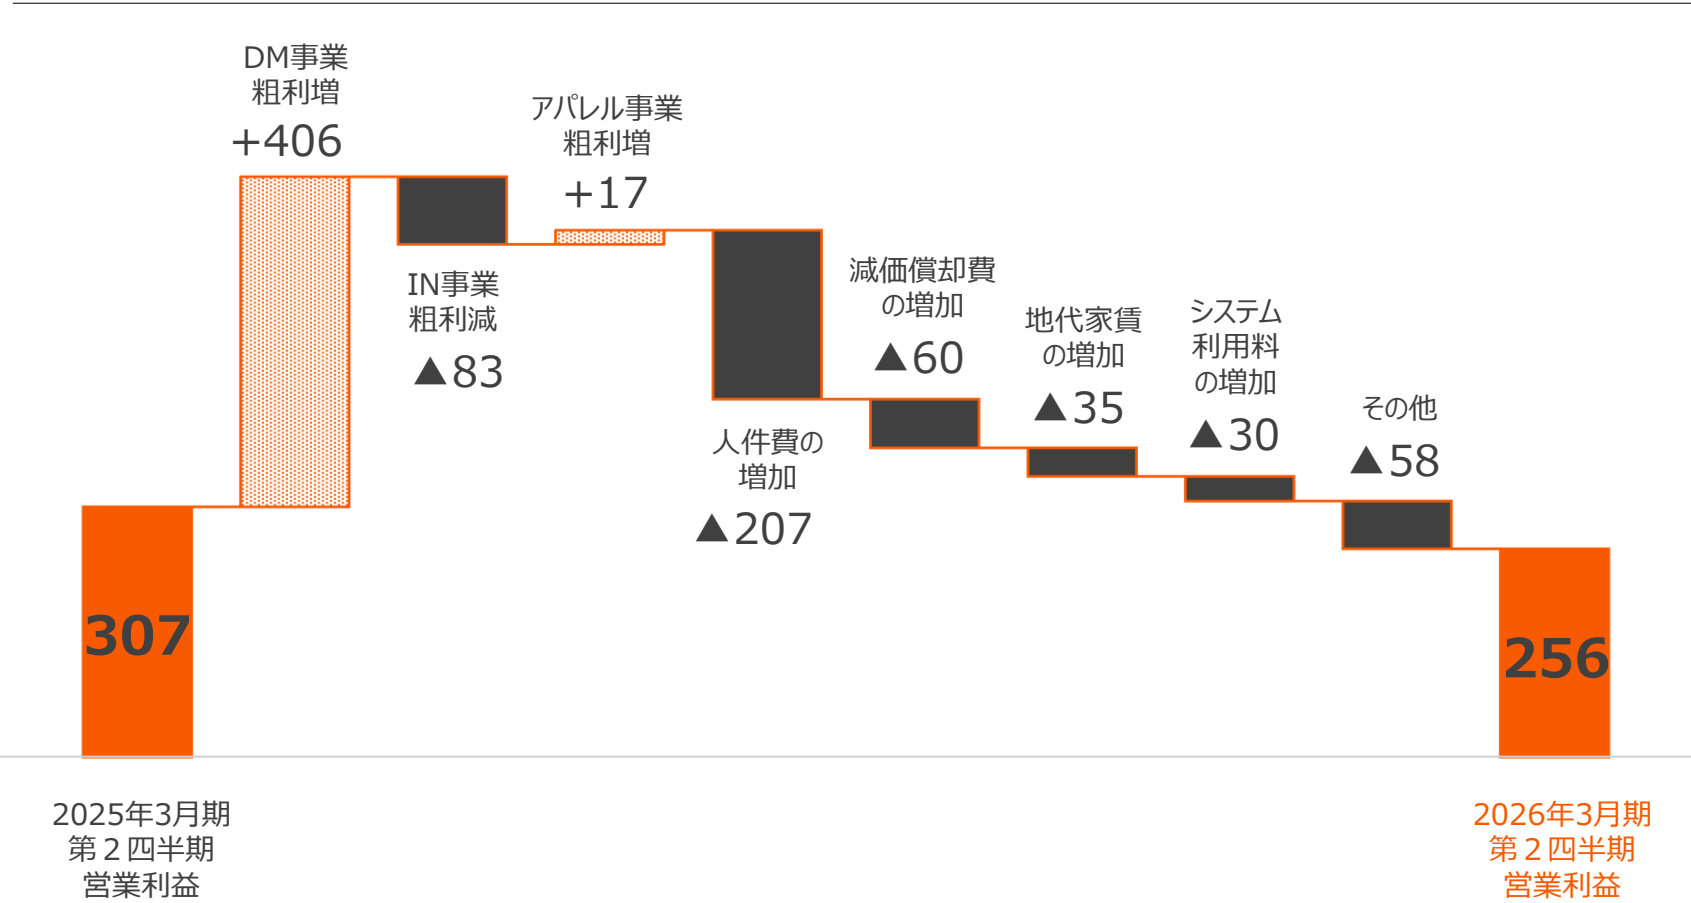 DM事業
粗利増
+406
IN事業
粗利減
▲83
アパレル事業
粗利増
+17
人件費の
増加
▲207
減価償却費
の増加
▲60
地代家賃
の増加
▲35
システム
利用料
の増加
▲30
その他
▲58
307
256
2025年3月期
第２四半期
営業利益
2026年3月期
第２四半期
営業利益